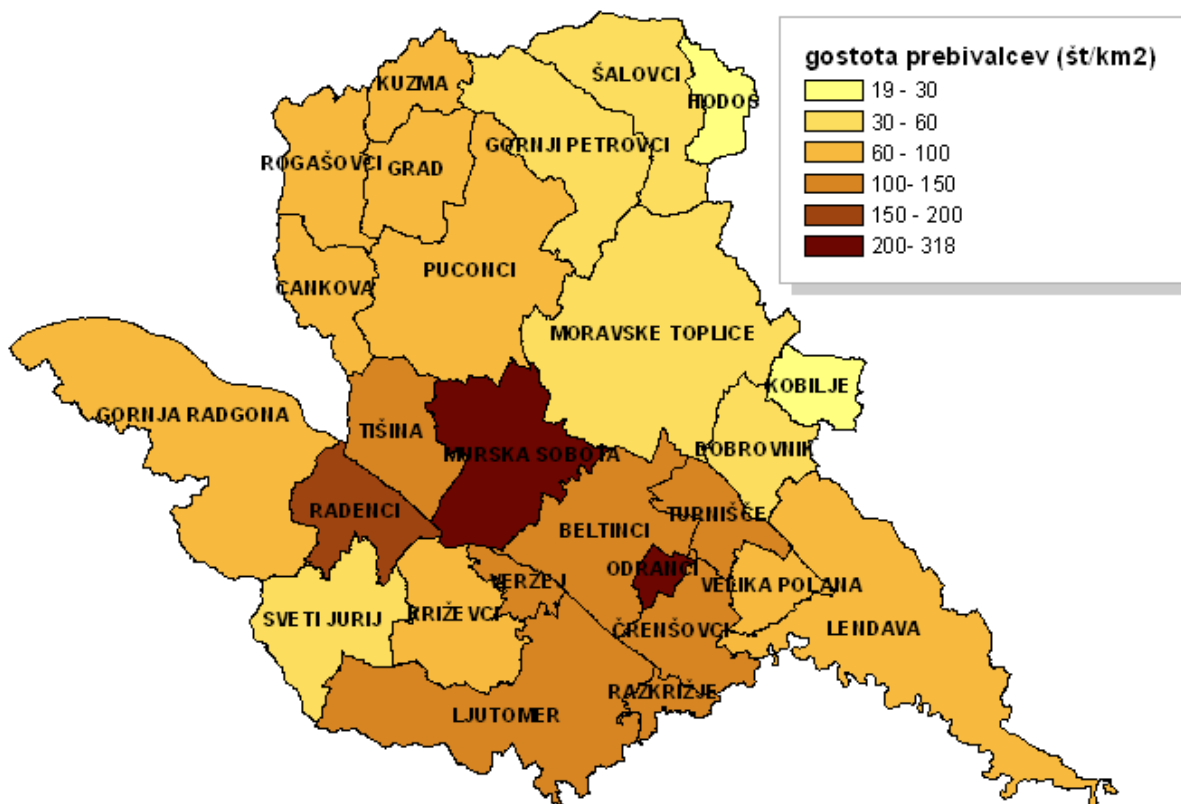 gostota prebivalcev (št/km2)
19 - 30
30 - 60
60 - 100
100- 150
150 - 200
200- 318
KUZMA
ŠALOVCI
HODOS
ROGAŠOVCI
GRAD
GORNJI PETROVCI
CANKOVA
PUCONCI
MORAVSKE TOPLICE
KOBILJE
GORNJA RADGONA
TIŠINA
MURSKA SOBOTA
DOBROVNIK
RADENCI
BELTINCI
TURNIŠČE
ODRANCI
VERŽEJ
VELIKA POLANA
SVETI JURIJ
KRIŽEVCI
ČRENŠOVCI
LENDAVA
RAZKRIŽJE
LJUTOMER